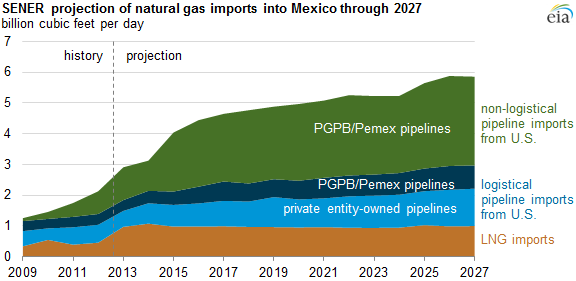 SENER projection of natural gas imports into Mexico through 2027
billion cubic feet per day
eia
7
6
5
4
3
2
1
0
history
projection
PGPB/Pemex pipelines
non-logistical
pipeline imports
from U.S.
PGPB/Pemex pipelines
private entity-owned pipelines
logistical
pipeline imports
from U.S.
LNG imports
2009 2011 2013 2015 2017 2019 2021 2023 2025 2027